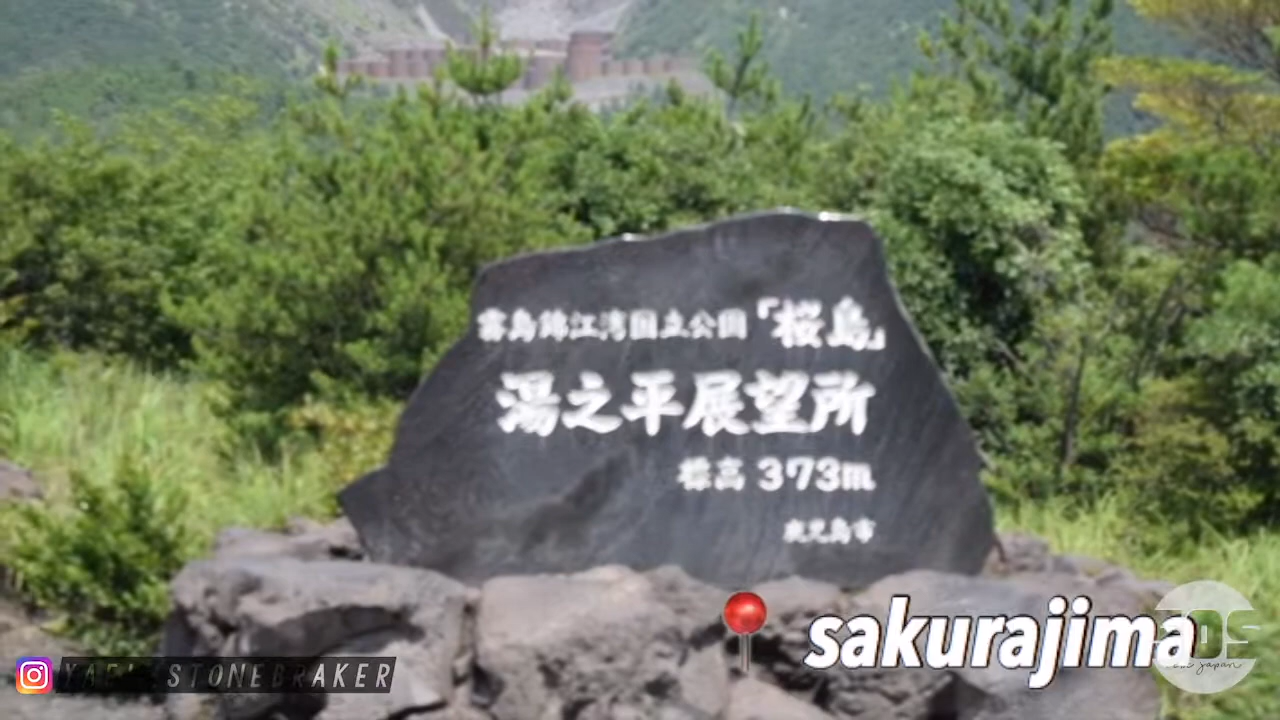 霧島錦江湾国立公園「桜島」
湯之平展望所
標高 373m
鹿児島市
sakurajima
STONEBRAKER